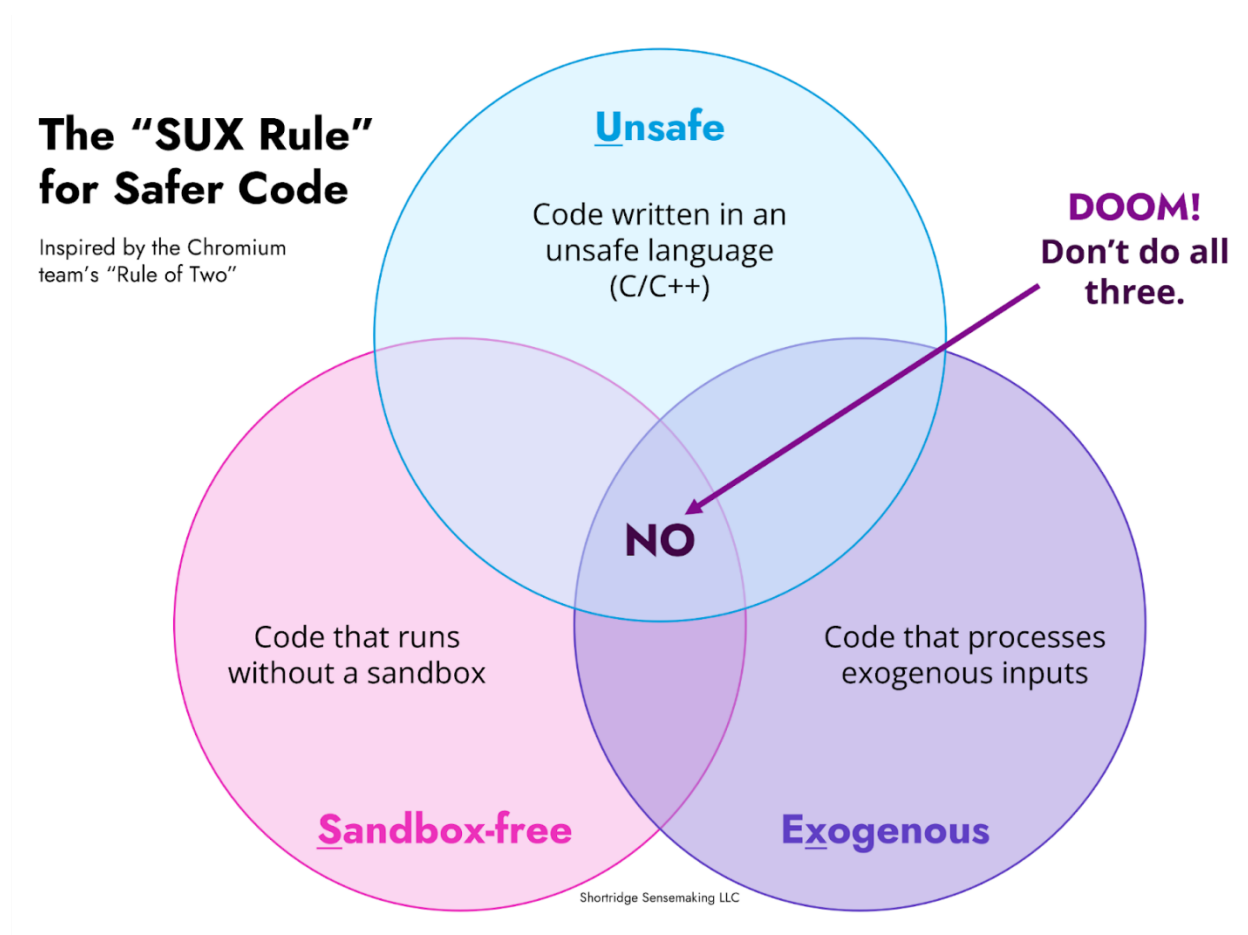 The “SUX Rule”
for Safer Code
Inspired by the Chromium
team’s “Rule of Two”
Unsafe
Code written in an
unsafe language
(C/C++)
DOOM!
Don’t do all
three.
NO
Code that runs
without a sandbox
Code that processes
exogenous inputs
Sandbox-free
Exogenous
Shortridge Sensemaking LLC